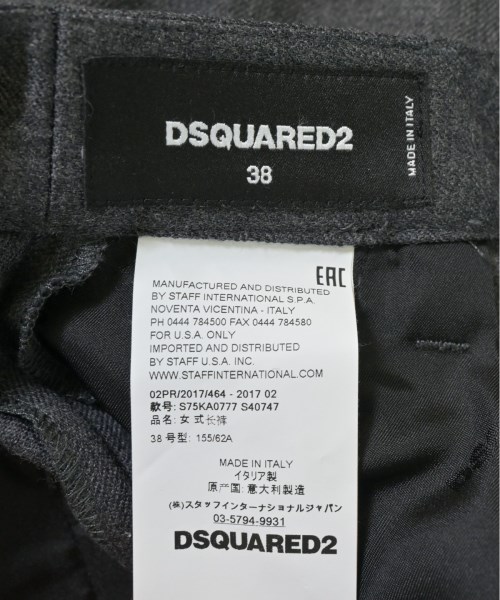 DSQUARED2
38
MADE IN ITALY
EAC
MANUFACTURED AND DISTRIBUTED
BY STAFF INTERNATIONAL S.P.A.
NOVENTA VICENTINA - ITALY
PH 0444 784500 FAX 0444 784580
FOR U.S.A. ONLY
IMPORTED AND DISTRIBUTED
BY STAFF U.S.A. INC.
WWW.STAFFINTERNATIONAL.COM
02PR/2017/464 - 2017 02
款号: S75KA0777 S40747
品名: 女式长裤
38 号型: 155/62A
MADE IN ITALY
イタリア製
原产国: 意大利製造
(株)スタッフインターナショナルジャパン
03-5794-9931
DSQUARED2